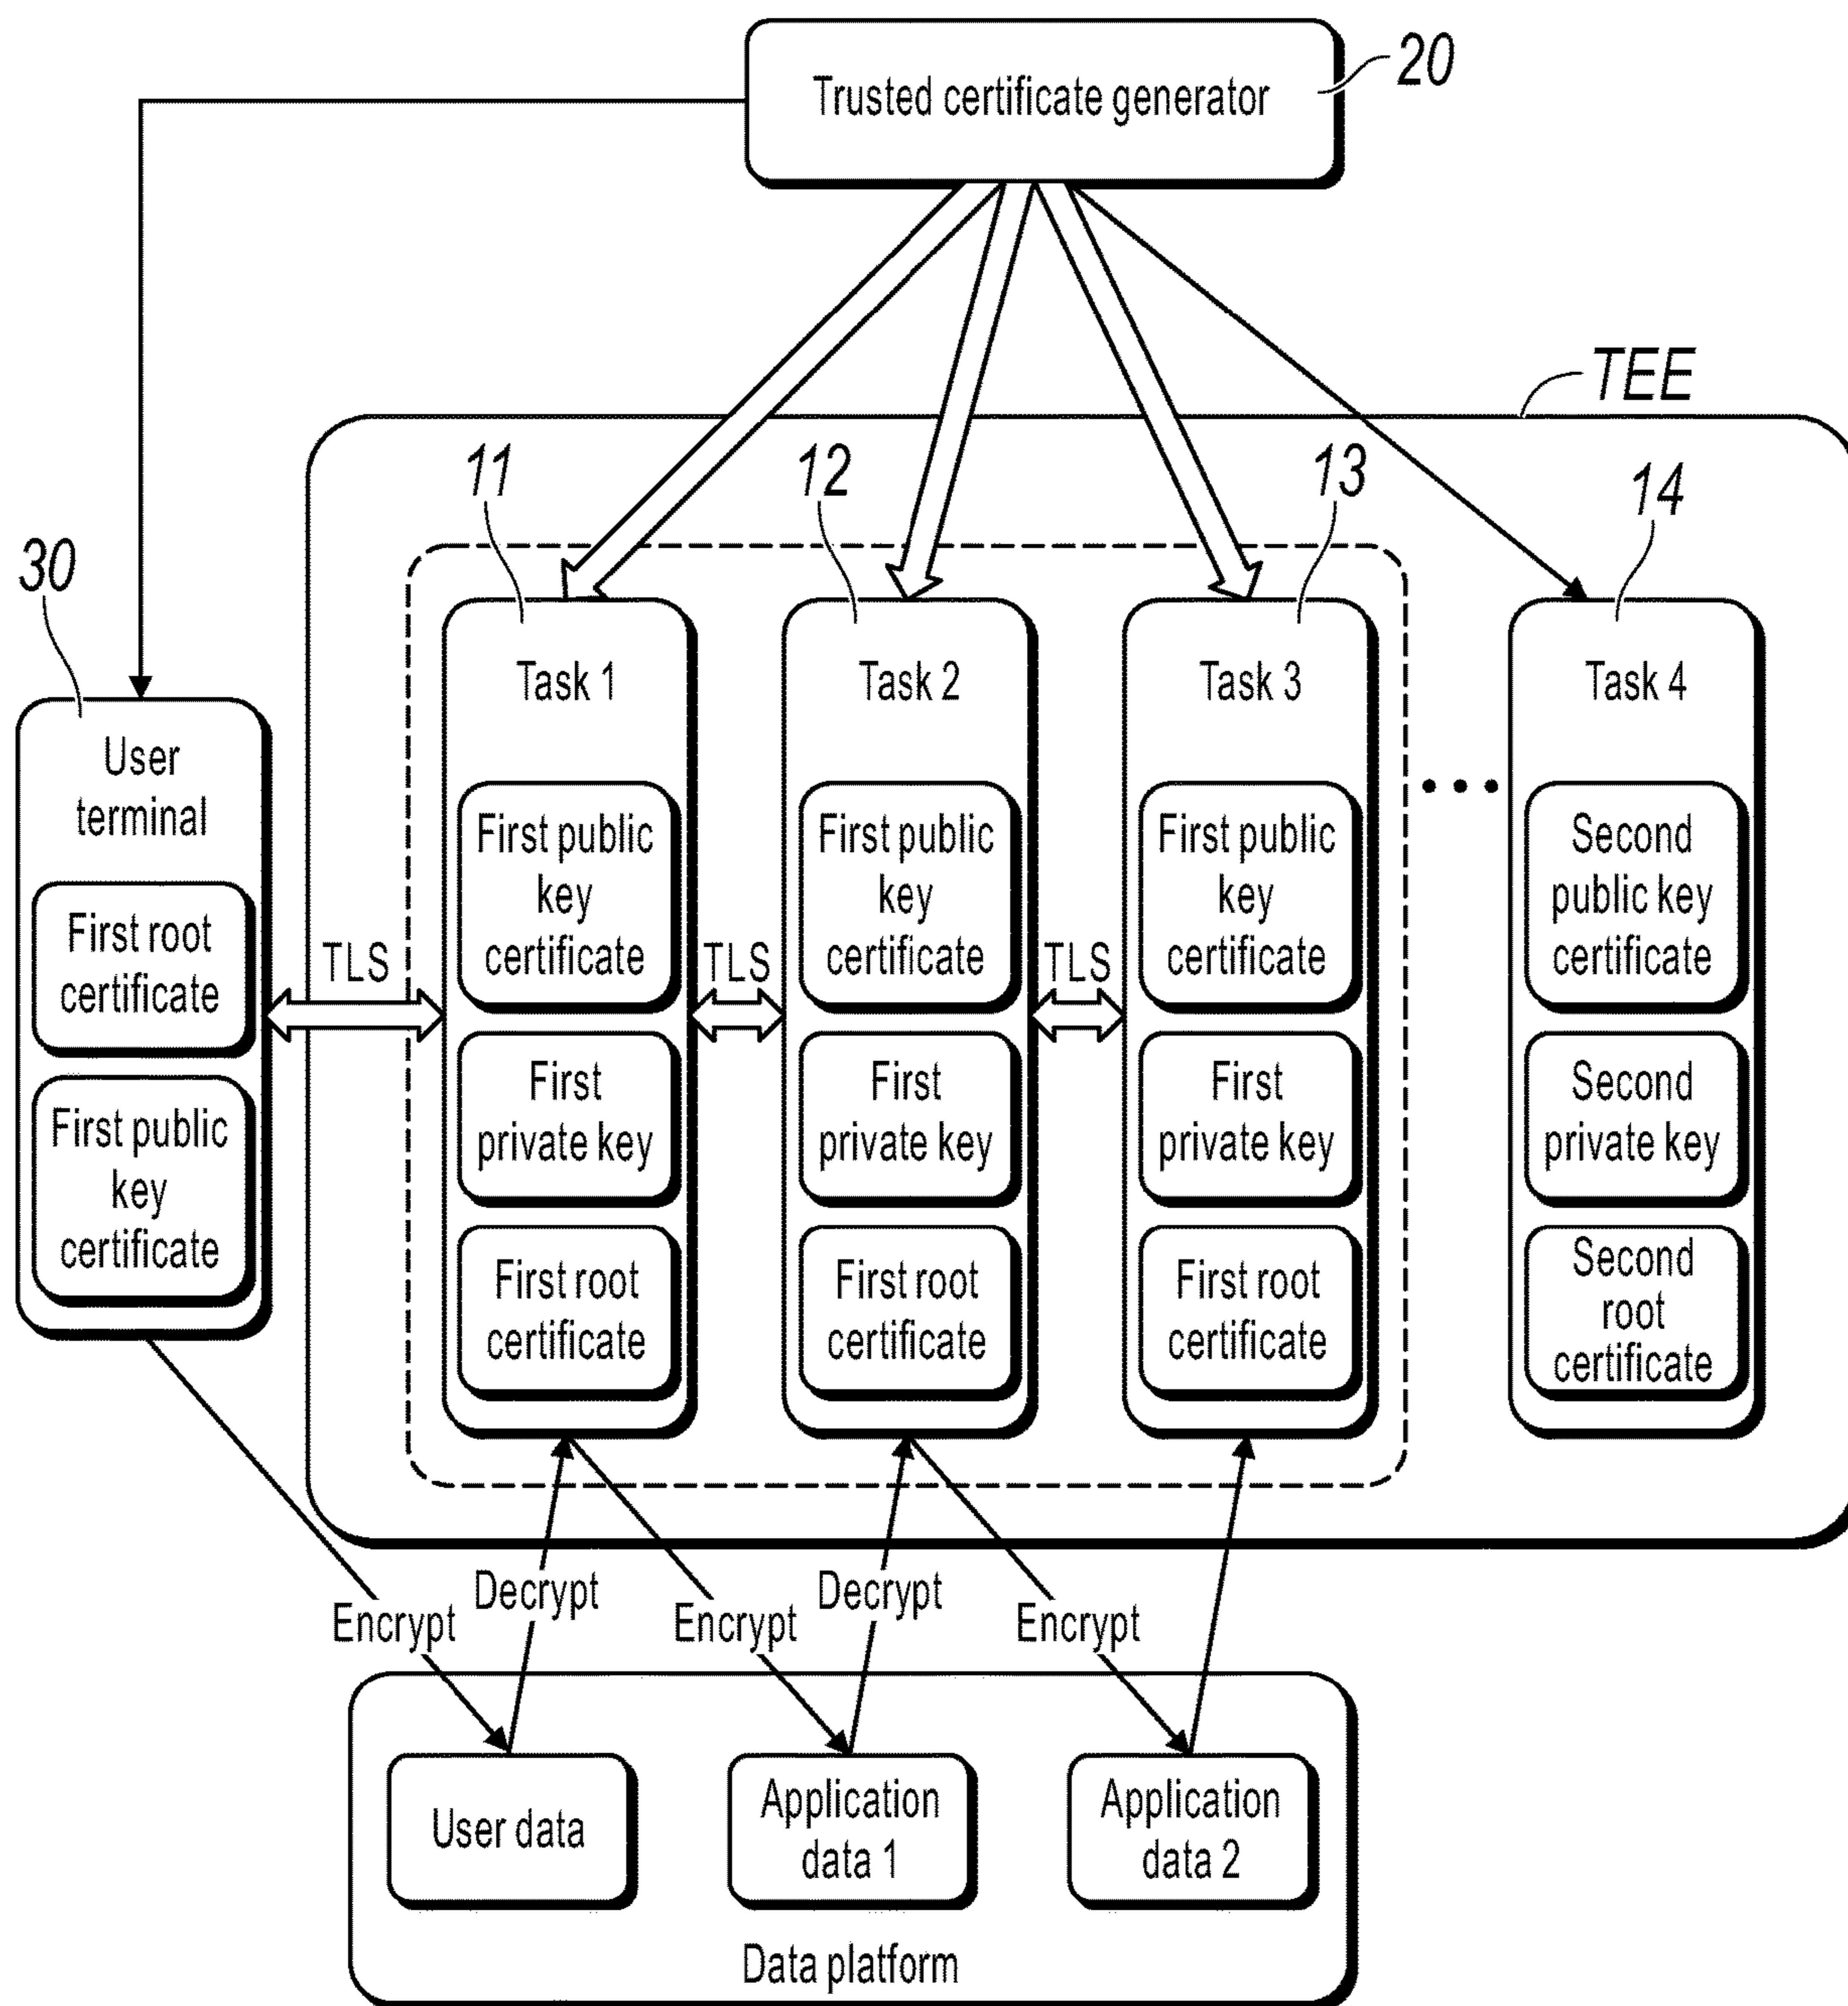 20
Trusted certificate generator
TEE
11
12
13
14
30
Task 1
Task 2
Task 3
Task 4
User
terminal
First root
certificate
First public
key
certificate
TLS
First public
key
certificate
First
private key
First root
certificate
TLS
First public
key
certificate
First
private key
First root
certificate
TLS
First public
key
certificate
First
private key
First root
certificate
...
Second
public key
certificate
Second
private key
Second
root
certificate
Encrypt
Decrypt
Encrypt
Decrypt
Encrypt
User data
Application
data 1
Application
data 2
Data platform